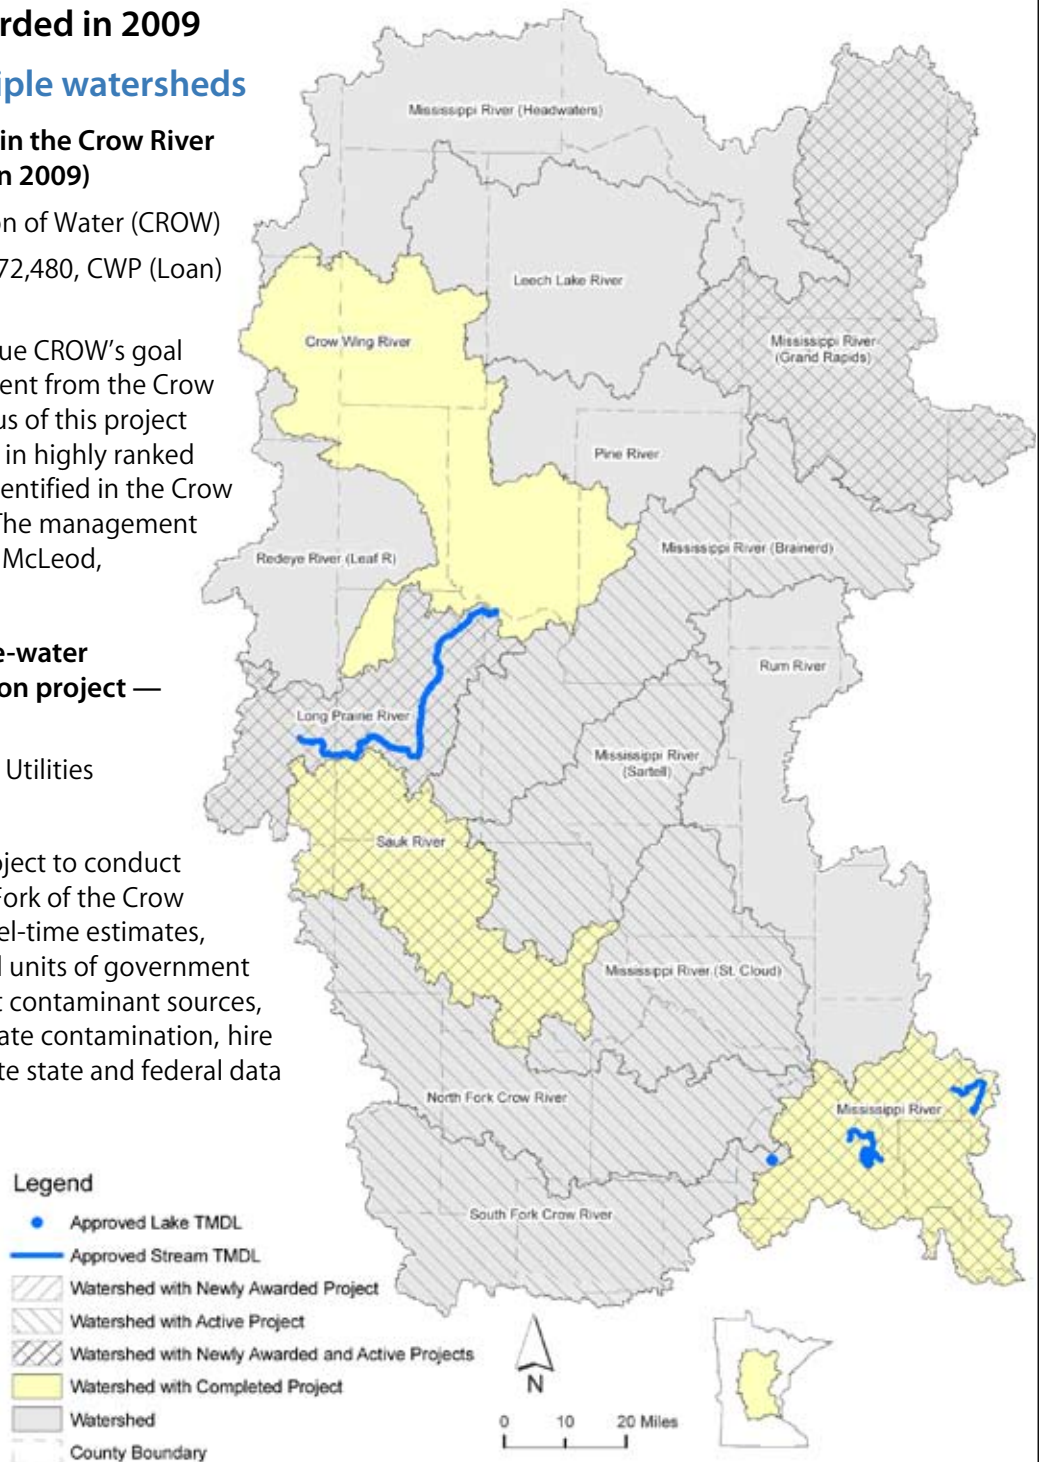 rded in 2009
iple watersheds
in the Crow River
n 2009)
on of Water (CROW)
72,480, CWP (Loan)
ue CROW’s goal
ent from the Crow
us of this project
in highly ranked
entified in the Crow
The management
McLeod,
e-water
on project —
Utilities
oject to conduct
Fork of the Crow
el-time estimates,
l units of government
t contaminant sources,
ate contamination, hire
te state and federal data
Mississippi River (Headwaters)
Leech Lake River
Crow Wing River
Mississippi River
(Grand Rapids)
Pine River
Mississippi River (Brainerd)
Redeye River (Leaf R)
Rum River
Long Prairie River
Mississippi River
(Sartell)
Sauk River
Mississippi River (St. Cloud)
North Fork Crow River
Mississippi River
South Fork Crow River
Legend
Approved Lake TMDL
Approved Stream TMDL
Watershed with Newly Awarded Project
Watershed with Active Project
Watershed with Newly Awarded and Active Projects
Watershed with Completed Project
Watershed
County Boundary
N
0 10 20 Miles